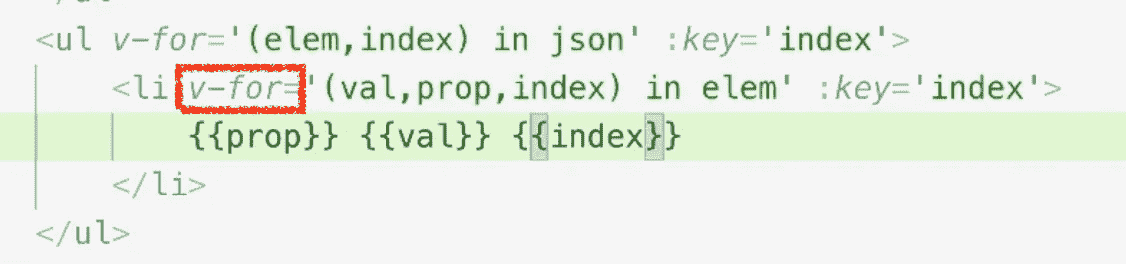 <ul v-for='(elem,index) in json' :key='index'>
<li v-for='(val,prop,index) in elem' :key='index'>
{{prop}} {{val}} {{index}}
</li>
</ul>